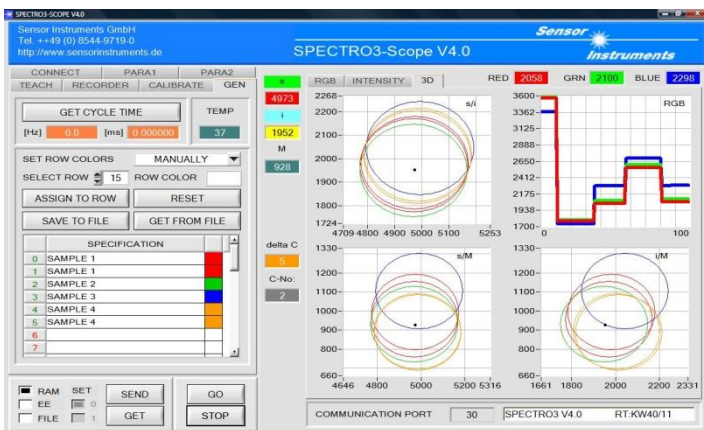 SPECTRO3-SCOPE V4.0
Sensor Instruments GmbH
Tel. ++49 (0) 8544-9719-0
http://www.sensorinstruments.de
SPECTRO3-Scope V4.0
Sensor Instruments
CONNECT PARA1 PARA2
TEACH RECORDER CALIBRATE GEN
GET CYCLE TIME TEMP
[Hz] 0.0 [ms] 0.000000 37
SET ROW COLORS MANUALLY
SELECT ROW 15 ROW COLOR
ASSIGN TO ROW RESET
SAVE TO FILE GET FROM FILE
SPECIFICATION
0 SAMPLE 1
1 SAMPLE 1
2 SAMPLE 2
3 SAMPLE 3
4 SAMPLE 4
5 SAMPLE 4
6
7
RAM SET SEND GO
EE 0
FILE 1 GET STOP
s
4973
i
1952
M
928
delta C
5
C-No:
2
RGB INTENSITY 3D RED 2058 GRN 2100 BLUE 2298
s/i
2268
2200
2100
2000
1900
1800
1724
4709 4800 4900 5000 5100 5253
RGB
3600
3362
3125
2888
2650
2412
2175
1938
1700
0 100
s/M
1330
1200
1100
1000
900
800
660
4646 4800 5000 5200 5316
i/M
1330
1200
1100
1000
900
800
660
1661 1800 2000 2200 2331
COMMUNICATION PORT 30 SPECTRO3 V4.0 RT:KW40/11